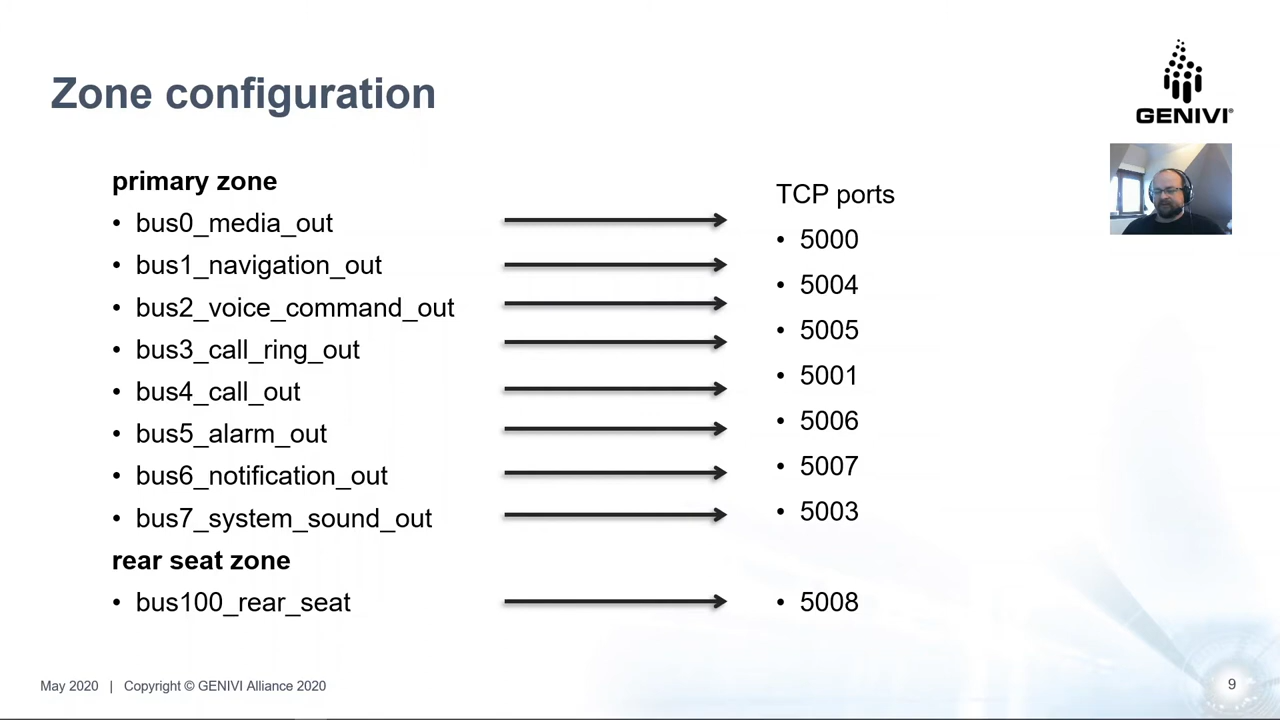 Zone configuration
GENIVI®
primary zone
• bus0_media_out
• bus1_navigation_out
• bus2_voice_command_out
• bus3_call_ring_out
• bus4_call_out
• bus5_alarm_out
• bus6_notification_out
• bus7_system_sound_out
rear seat zone
• bus100_rear_seat
TCP ports
• 5000
• 5004
• 5005
• 5001
• 5006
• 5007
• 5003
• 5008
May 2020 | Copyright © GENIVI Alliance 2020
9